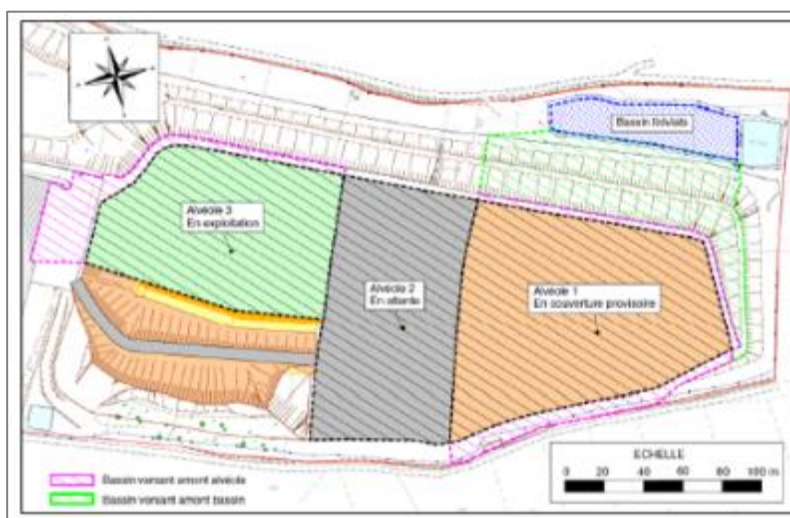 Bassin lixiviats
Alvéole 3
En exploitation
Alvéole 2
En attente
Alvéole 1
En couverture provisoire
ECHELLE
0 20 40 60 80 100 m
Bassin versant amont alvéole
Bassin versant amont bassin